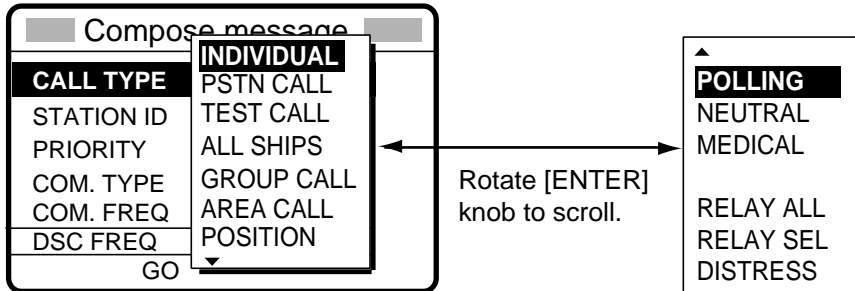 Compose message
CALL TYPE
STATION ID
PRIORITY
COM. TYPE
COM. FREQ
DSC FREQ
GO
INDIVIDUAL
PSTN CALL
TEST CALL
ALL SHIPS
GROUP CALL
AREA CALL
POSITION
Rotate [ENTER]
knob to scroll.
POLLING
NEUTRAL
MEDICAL
RELAY ALL
RELAY SEL
DISTRESS